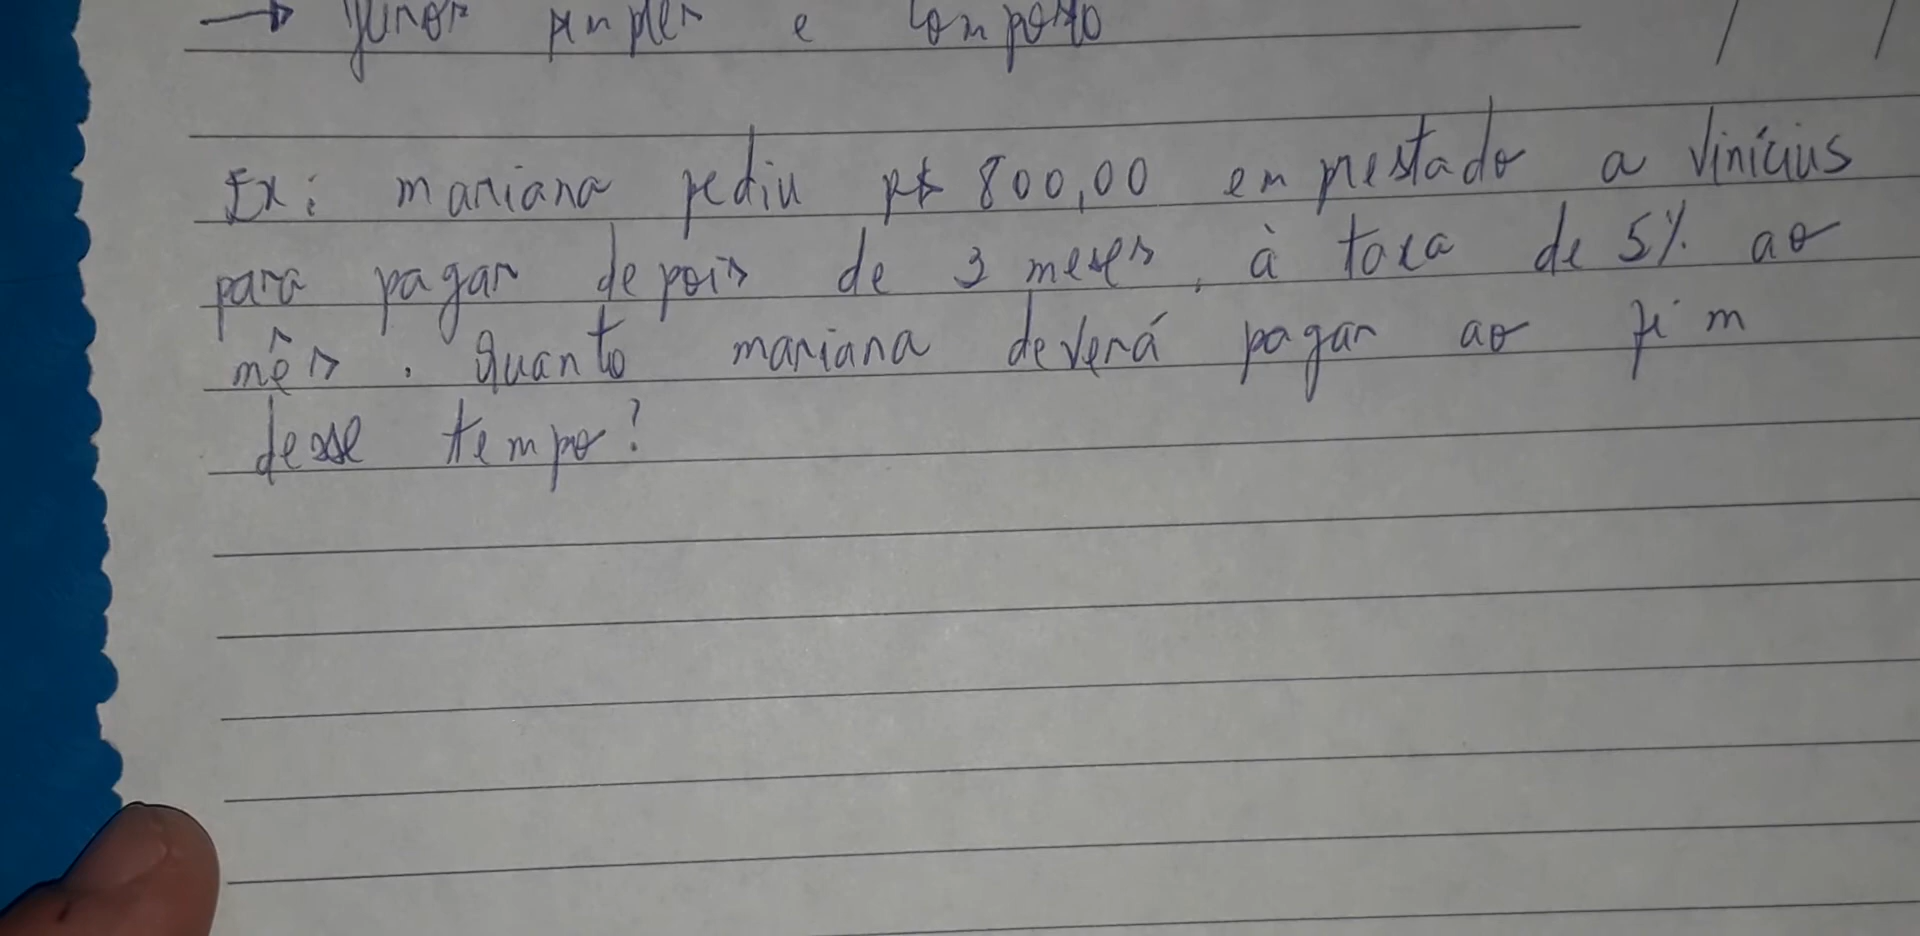 → Juros simples e composto
Ex: mariana pediu R$ 800,00 emprestado a Vinícius
para pagar depois de 3 meses, à taxa de 5% ao
mês. Quanto mariana deverá pagar ao fim
desse tempo?